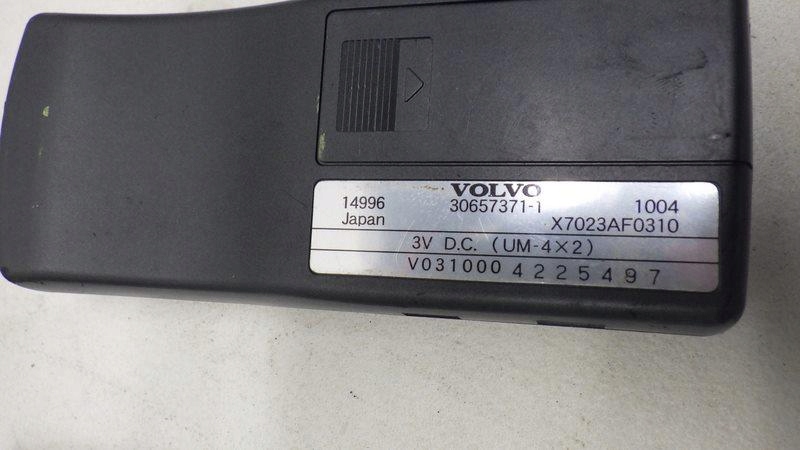 VOLVO
14996 30657371-1 1004
Japan X7023AF0310
3V D.C. (UM-4×2)
V031000 4225497